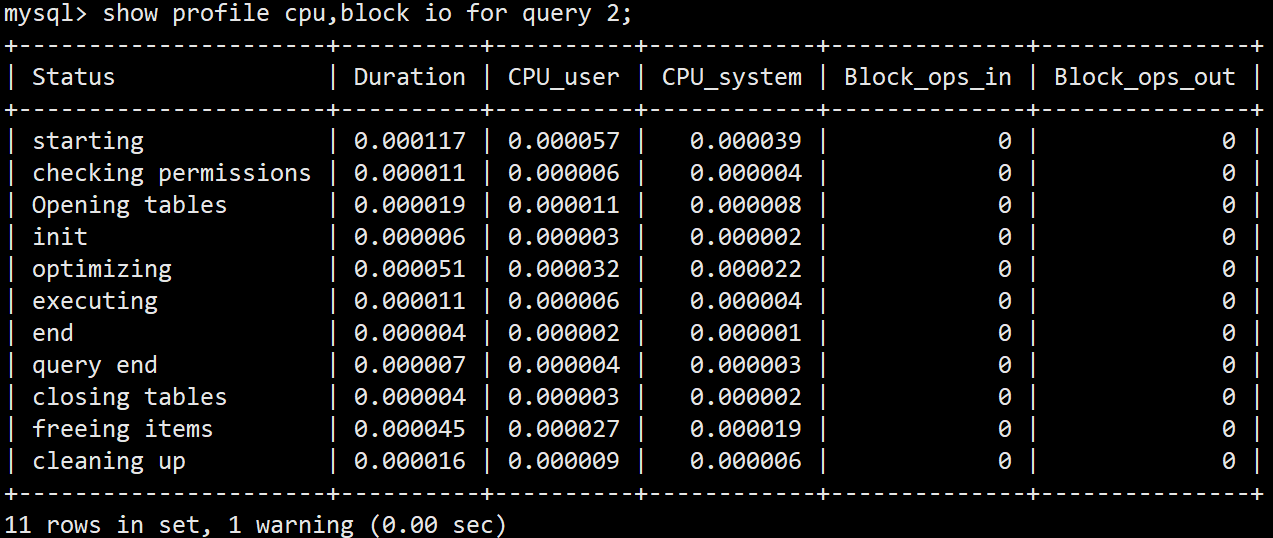 mysql> show profile cpu,block io for query 2;
+----------------------+----------+----------+------------+--------------+---------------+
| Status               | Duration | CPU_user | CPU_system | Block_ops_in | Block_ops_out |
+----------------------+----------+----------+------------+--------------+---------------+
| starting             | 0.000117 | 0.000057 |   0.000039 |            0 |             0 |
| checking permissions | 0.000011 | 0.000006 |   0.000004 |            0 |             0 |
| Opening tables       | 0.000019 | 0.000011 |   0.000008 |            0 |             0 |
| init                 | 0.000006 | 0.000003 |   0.000002 |            0 |             0 |
| optimizing           | 0.000051 | 0.000032 |   0.000022 |            0 |             0 |
| executing            | 0.000011 | 0.000006 |   0.000004 |            0 |             0 |
| end                  | 0.000004 | 0.000002 |   0.000001 |            0 |             0 |
| query end            | 0.000007 | 0.000004 |   0.000003 |            0 |             0 |
| closing tables       | 0.000004 | 0.000003 |   0.000002 |            0 |             0 |
| freeing items        | 0.000045 | 0.000027 |   0.000019 |            0 |             0 |
| cleaning up          | 0.000016 | 0.000009 |   0.000006 |            0 |             0 |
+----------------------+----------+----------+------------+--------------+---------------+
11 rows in set, 1 warning (0.00 sec)